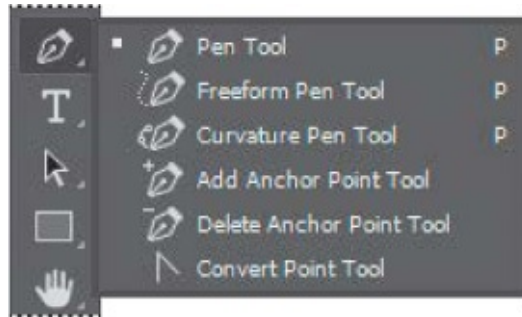 Pen Tool P
Freeform Pen Tool P
Curvature Pen Tool P
Add Anchor Point Tool
Delete Anchor Point Tool
Convert Point Tool